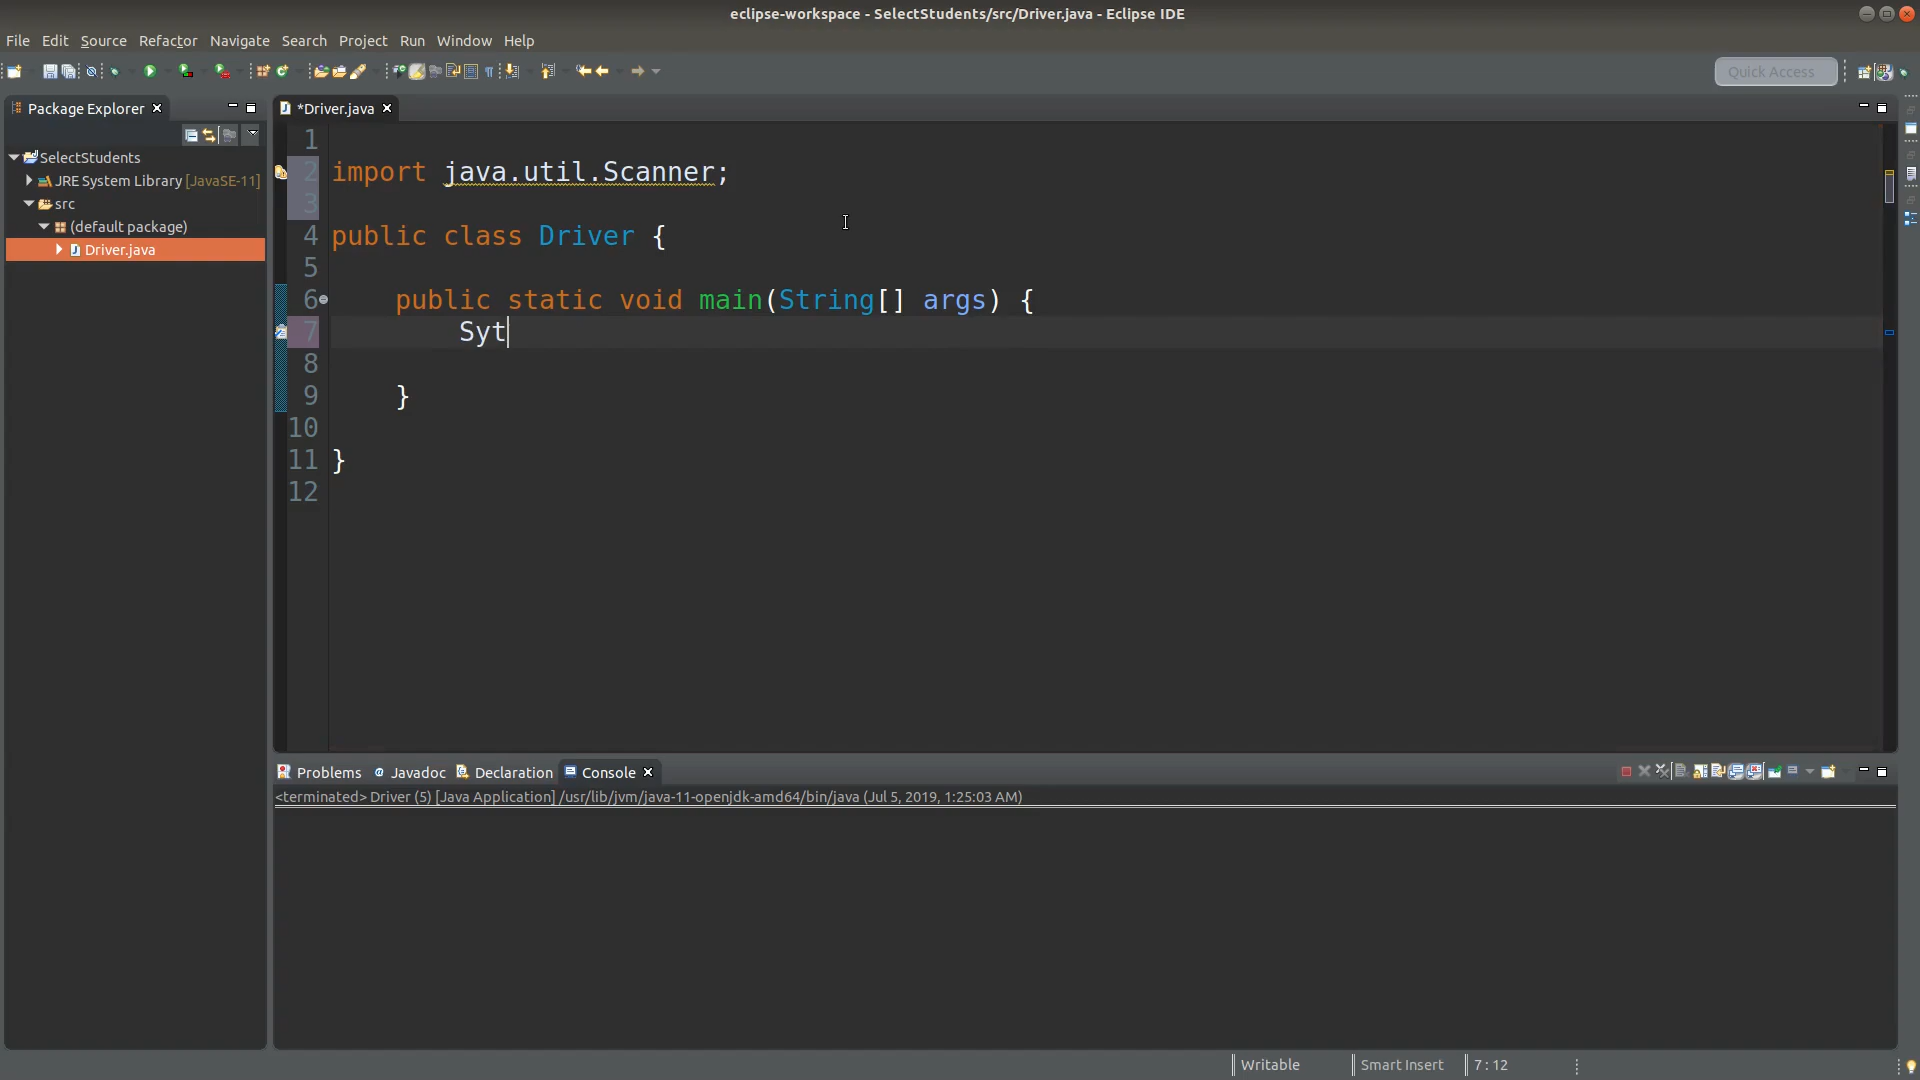 eclipse-workspace - SelectStudents/src/Driver.java - Eclipse IDE
File Edit Source Refactor Navigate Search Project Run Window Help
Quick Access
Package Explorer
*Driver.java
SelectStudents
JRE System Library [JavaSE-11]
src
(default package)
Driver.java
1
2 import java.util.Scanner;
3
4 public class Driver {
5
6 public static void main(String[] args) {
7 Syt
8
9 }
10
11 }
12
Problems Javadoc Declaration Console
<terminated> Driver (5) [Java Application] /usr/lib/jvm/java-11-openjdk-amd64/bin/java (Jul 5, 2019, 1:25:03 AM)
Writable Smart Insert 7 : 12